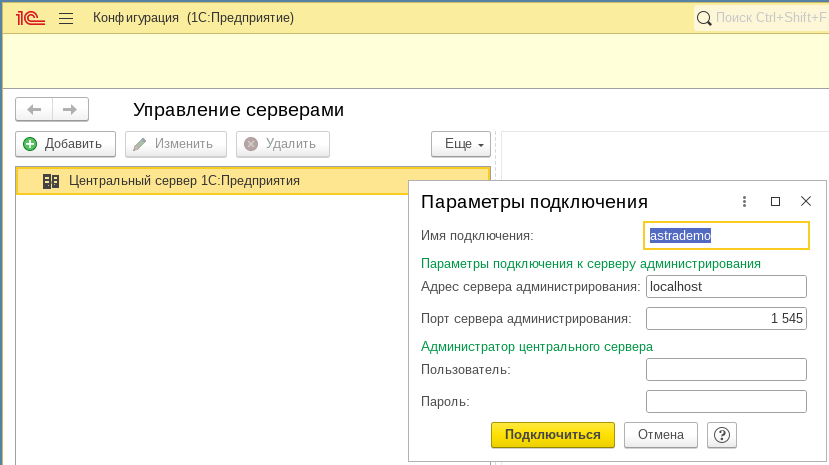 1С Конфигурация (1С:Предприятие) Поиск Ctrl+Shift+F
Управление серверами
Добавить Изменить Удалить Еще
Центральный сервер 1С:Предприятия
Параметры подключения
Имя подключения: astrademo
Параметры подключения к серверу администрирования
Адрес сервера администрирования: localhost
Порт сервера администрирования: 1 545
Администратор центрального сервера
Пользователь:
Пароль:
Подключиться Отмена ?